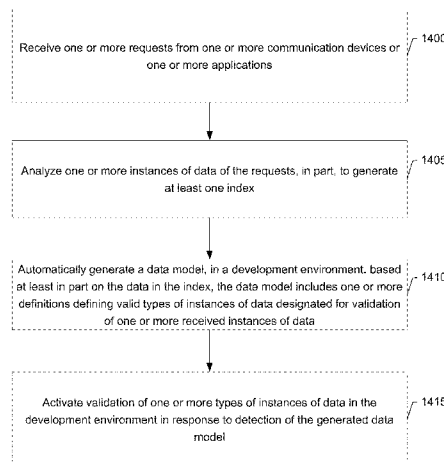 Receive one or more requests from one or more communication devices or
one or more applications
1400
Analyze one or more instances of data of the requests, in part, to generate
at least one index
1405
Automatically generate a data model, in a development environment, based
at least in part on the data in the index, the data model includes one or more
definitions defining valid types of instances of data designated for validation
of one or more received instances of data
1410
Activate validation of one or more types of instances of data in the
development environment in response to detection of the generated data
model
1415